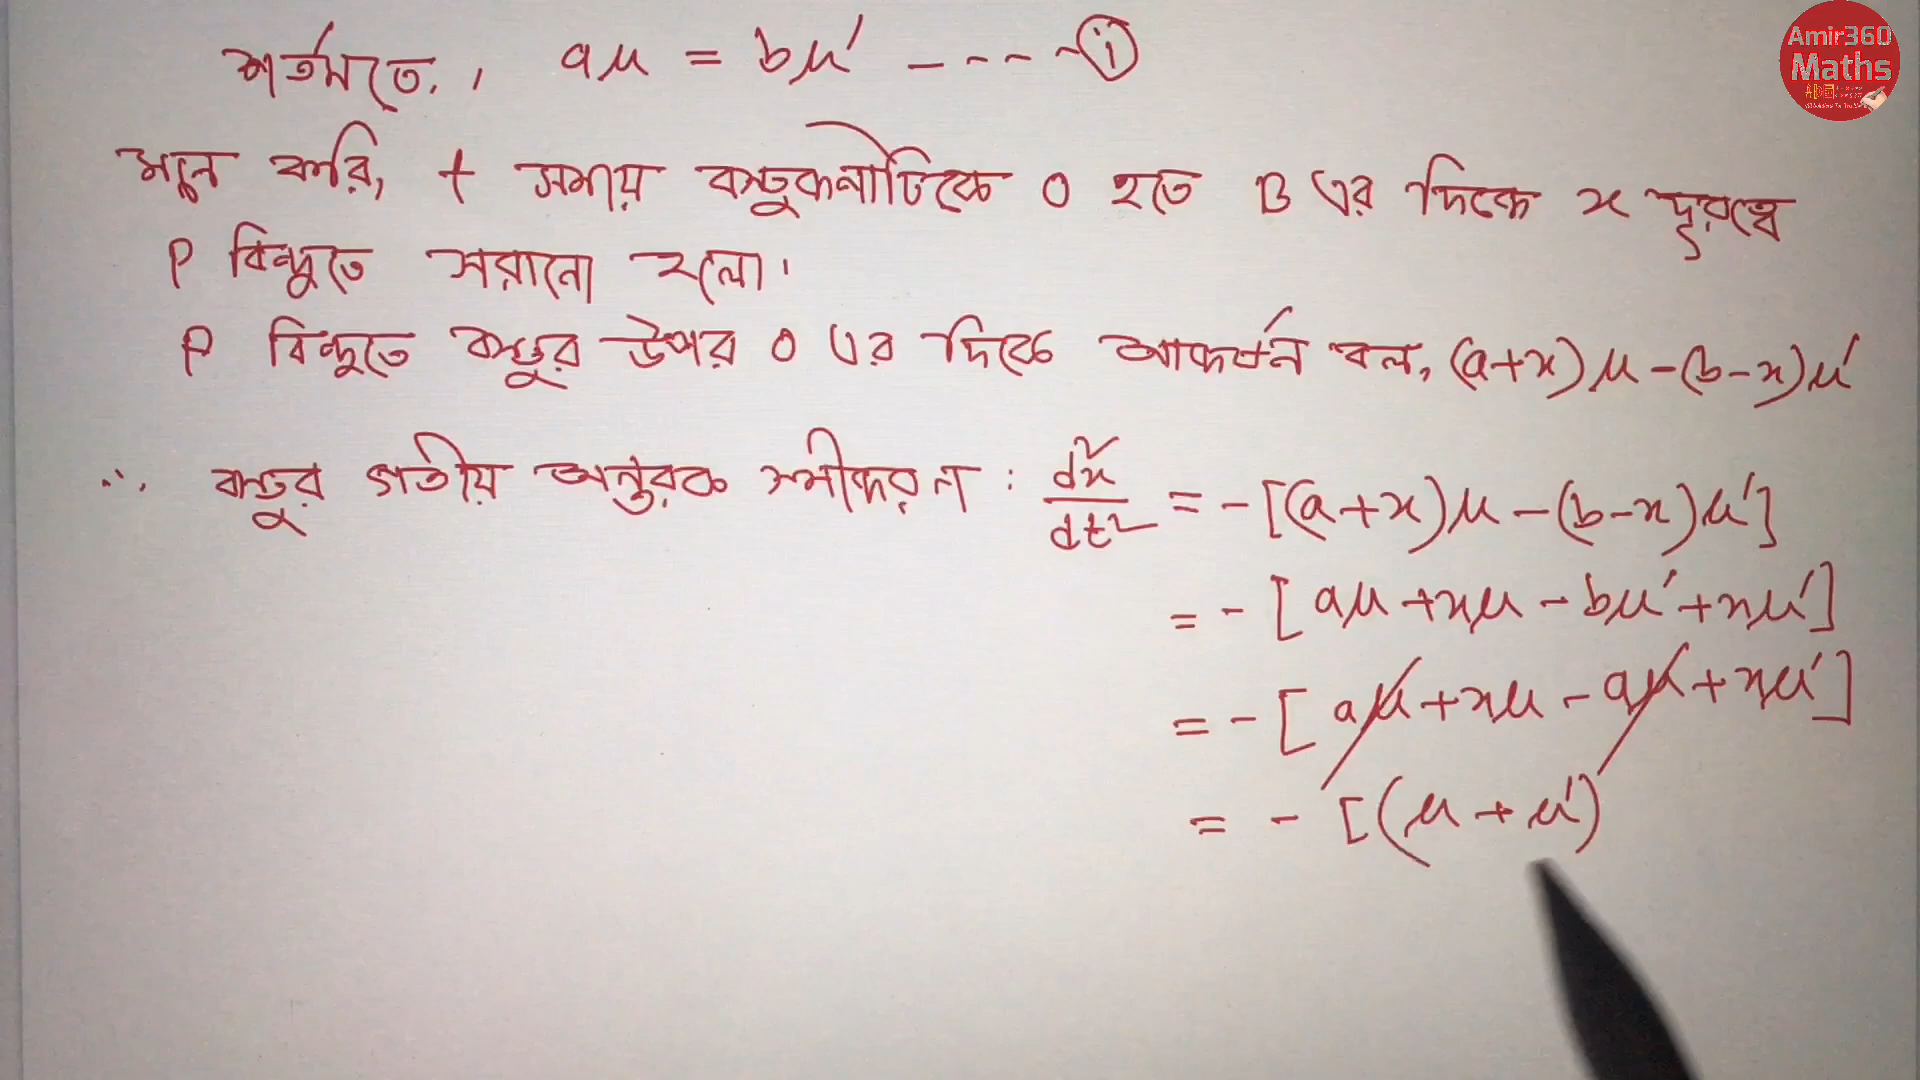 শর্তমতে, aμ = bμ' ----- (i)
মনে করি, t সময় বস্তুকনাটিকে O হতে B এর দিকে x দূরত্বে
P বিন্দুতে সরানো হলো।
P বিন্দুতে বস্তুর উপর O এর দিকে আকর্ষন বল, (a+x)μ-(b-x)μ'
∴ বস্তুর গতীয় অন্তরক সমীকরণ : d²x/dt² = -[(a+x)μ-(b-x)μ']
= -[aμ+xμ-bμ'+xμ']
= -[aμ+xμ-aμ+xμ']
= -[(μ+μ')
Amir360
Maths